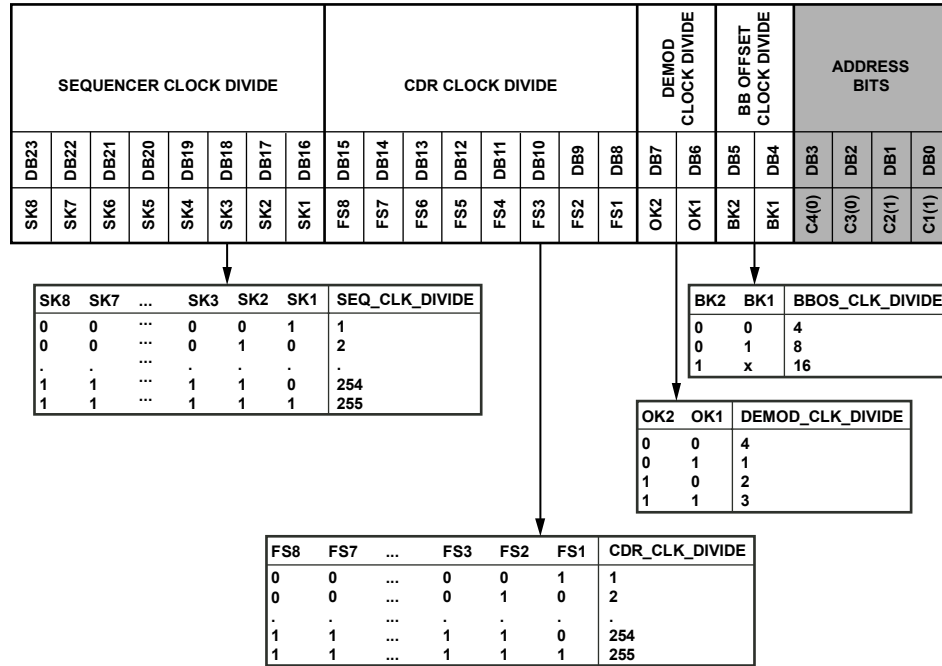 SEQUENCER CLOCK DIVIDE CDR CLOCK DIVIDE DEMOD CLOCK DIVIDE BB OFFSET CLOCK DIVIDE ADDRESS BITS
DB23 DB22 DB21 DB20 DB19 DB18 DB17 DB16 DB15 DB14 DB13 DB12 DB11 DB10 DB9 DB8 DB7 DB6 DB5 DB4 DB3 DB2 DB1 DB0
SK8 SK7 SK6 SK5 SK4 SK3 SK2 SK1 FS8 FS7 FS6 FS5 FS4 FS3 FS2 FS1 OK2 OK1 BK2 BK1 C4(0) C3(0) C2(1) C1(1)
SK8 SK7 ... SK3 SK2 SK1 SEQ_CLK_DIVIDE
0 0 ... 0 0 1 1
0 0 ... 0 1 0 2
. . ... . . . .
1 1 ... 1 1 0 254
1 1 ... 1 1 1 255
BK2 BK1 BBOS_CLK_DIVIDE
0 0 4
0 1 8
1 x 16
OK2 OK1 DEMOD_CLK_DIVIDE
0 0 4
0 1 1
1 0 2
1 1 3
FS8 FS7 ... FS3 FS2 FS1 CDR_CLK_DIVIDE
0 0 ... 0 0 1 1
0 0 ... 0 1 0 2
. . ... . . . .
1 1 ... 1 1 0 254
1 1 ... 1 1 1 255